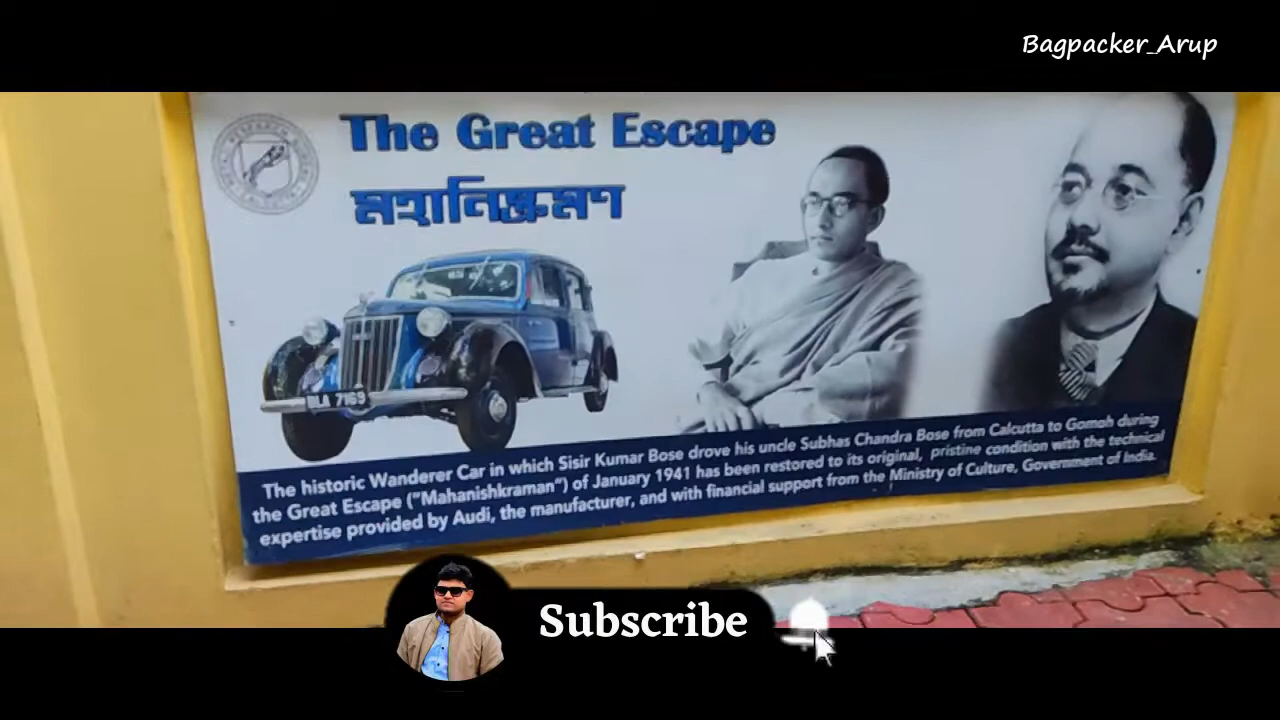 Bagpacker_Arup
The Great Escape
মহানিষ্ক্রমণ
BLA 7169
The historic Wanderer Car in which Sisir Kumar Bose drove his uncle Subhas Chandra Bose from Calcutta to Gomoh during
the Great Escape ("Mahanishkraman") of January 1941 has been restored to its original, pristine condition with the technical
expertise provided by Audi, the manufacturer, and with financial support from the Ministry of Culture, Government of India.
Subscribe